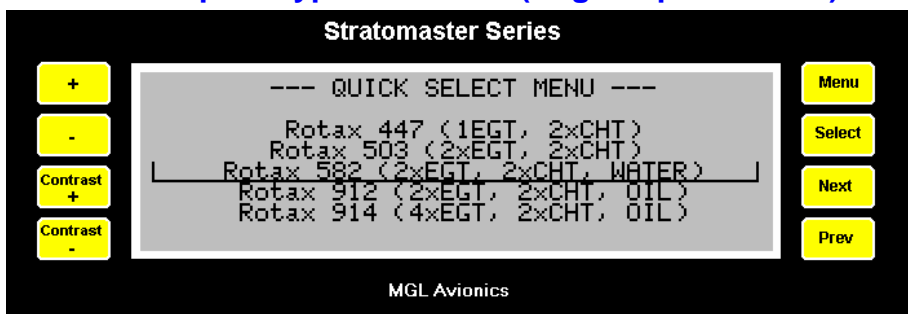 Stratomaster Series
+
-
Contrast
+
Contrast
-
--- QUICK SELECT MENU ---
Rotax 447 (1EGT, 2xCHT)
Rotax 503 (2xEGT, 2xCHT)
Rotax 582 (2xEGT, 2xCHT, WATER)
Rotax 912 (2xEGT, 2xCHT, OIL)
Rotax 914 (4xEGT, 2xCHT, OIL)
Menu
Select
Next
Prev
MGL Avionics